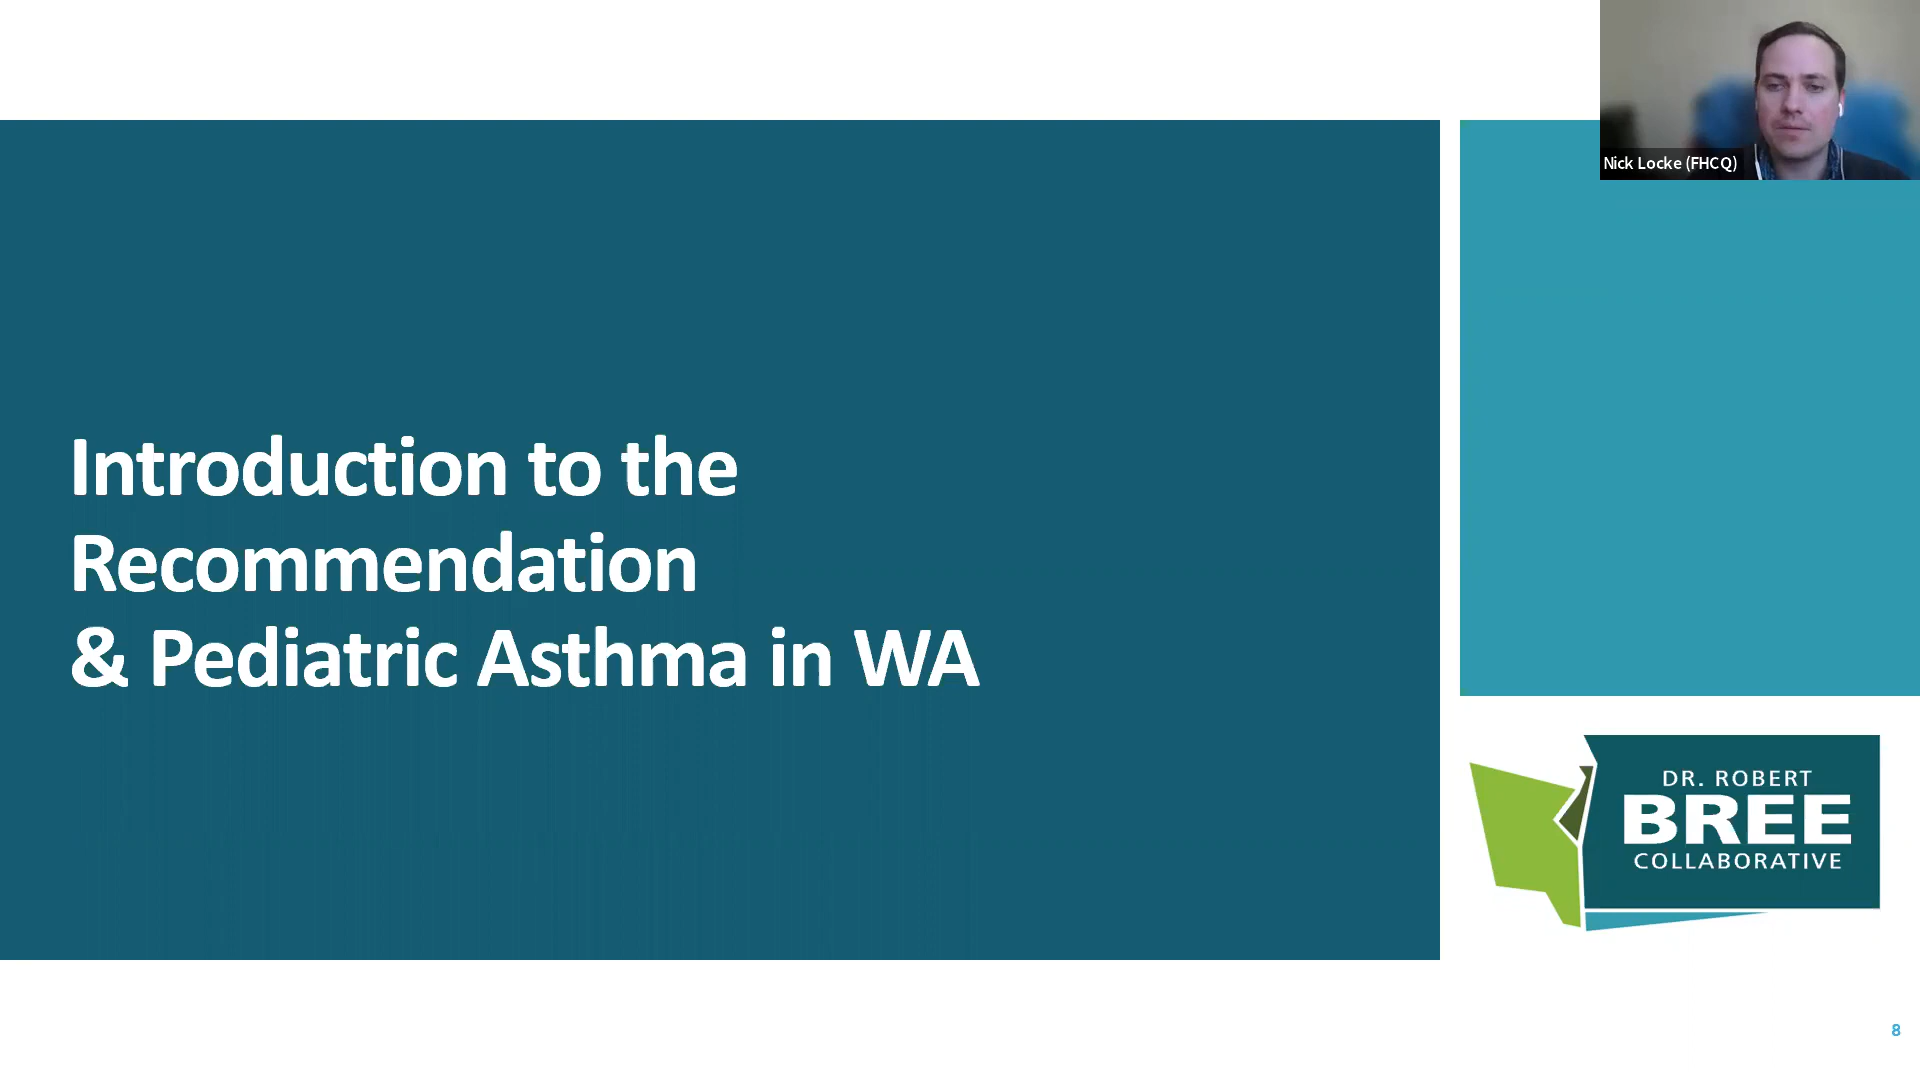 Nick Locke (FHCQ)
Introduction to the
Recommendation
& Pediatric Asthma in WA
DR. ROBERT
BREE
COLLABORATIVE
8